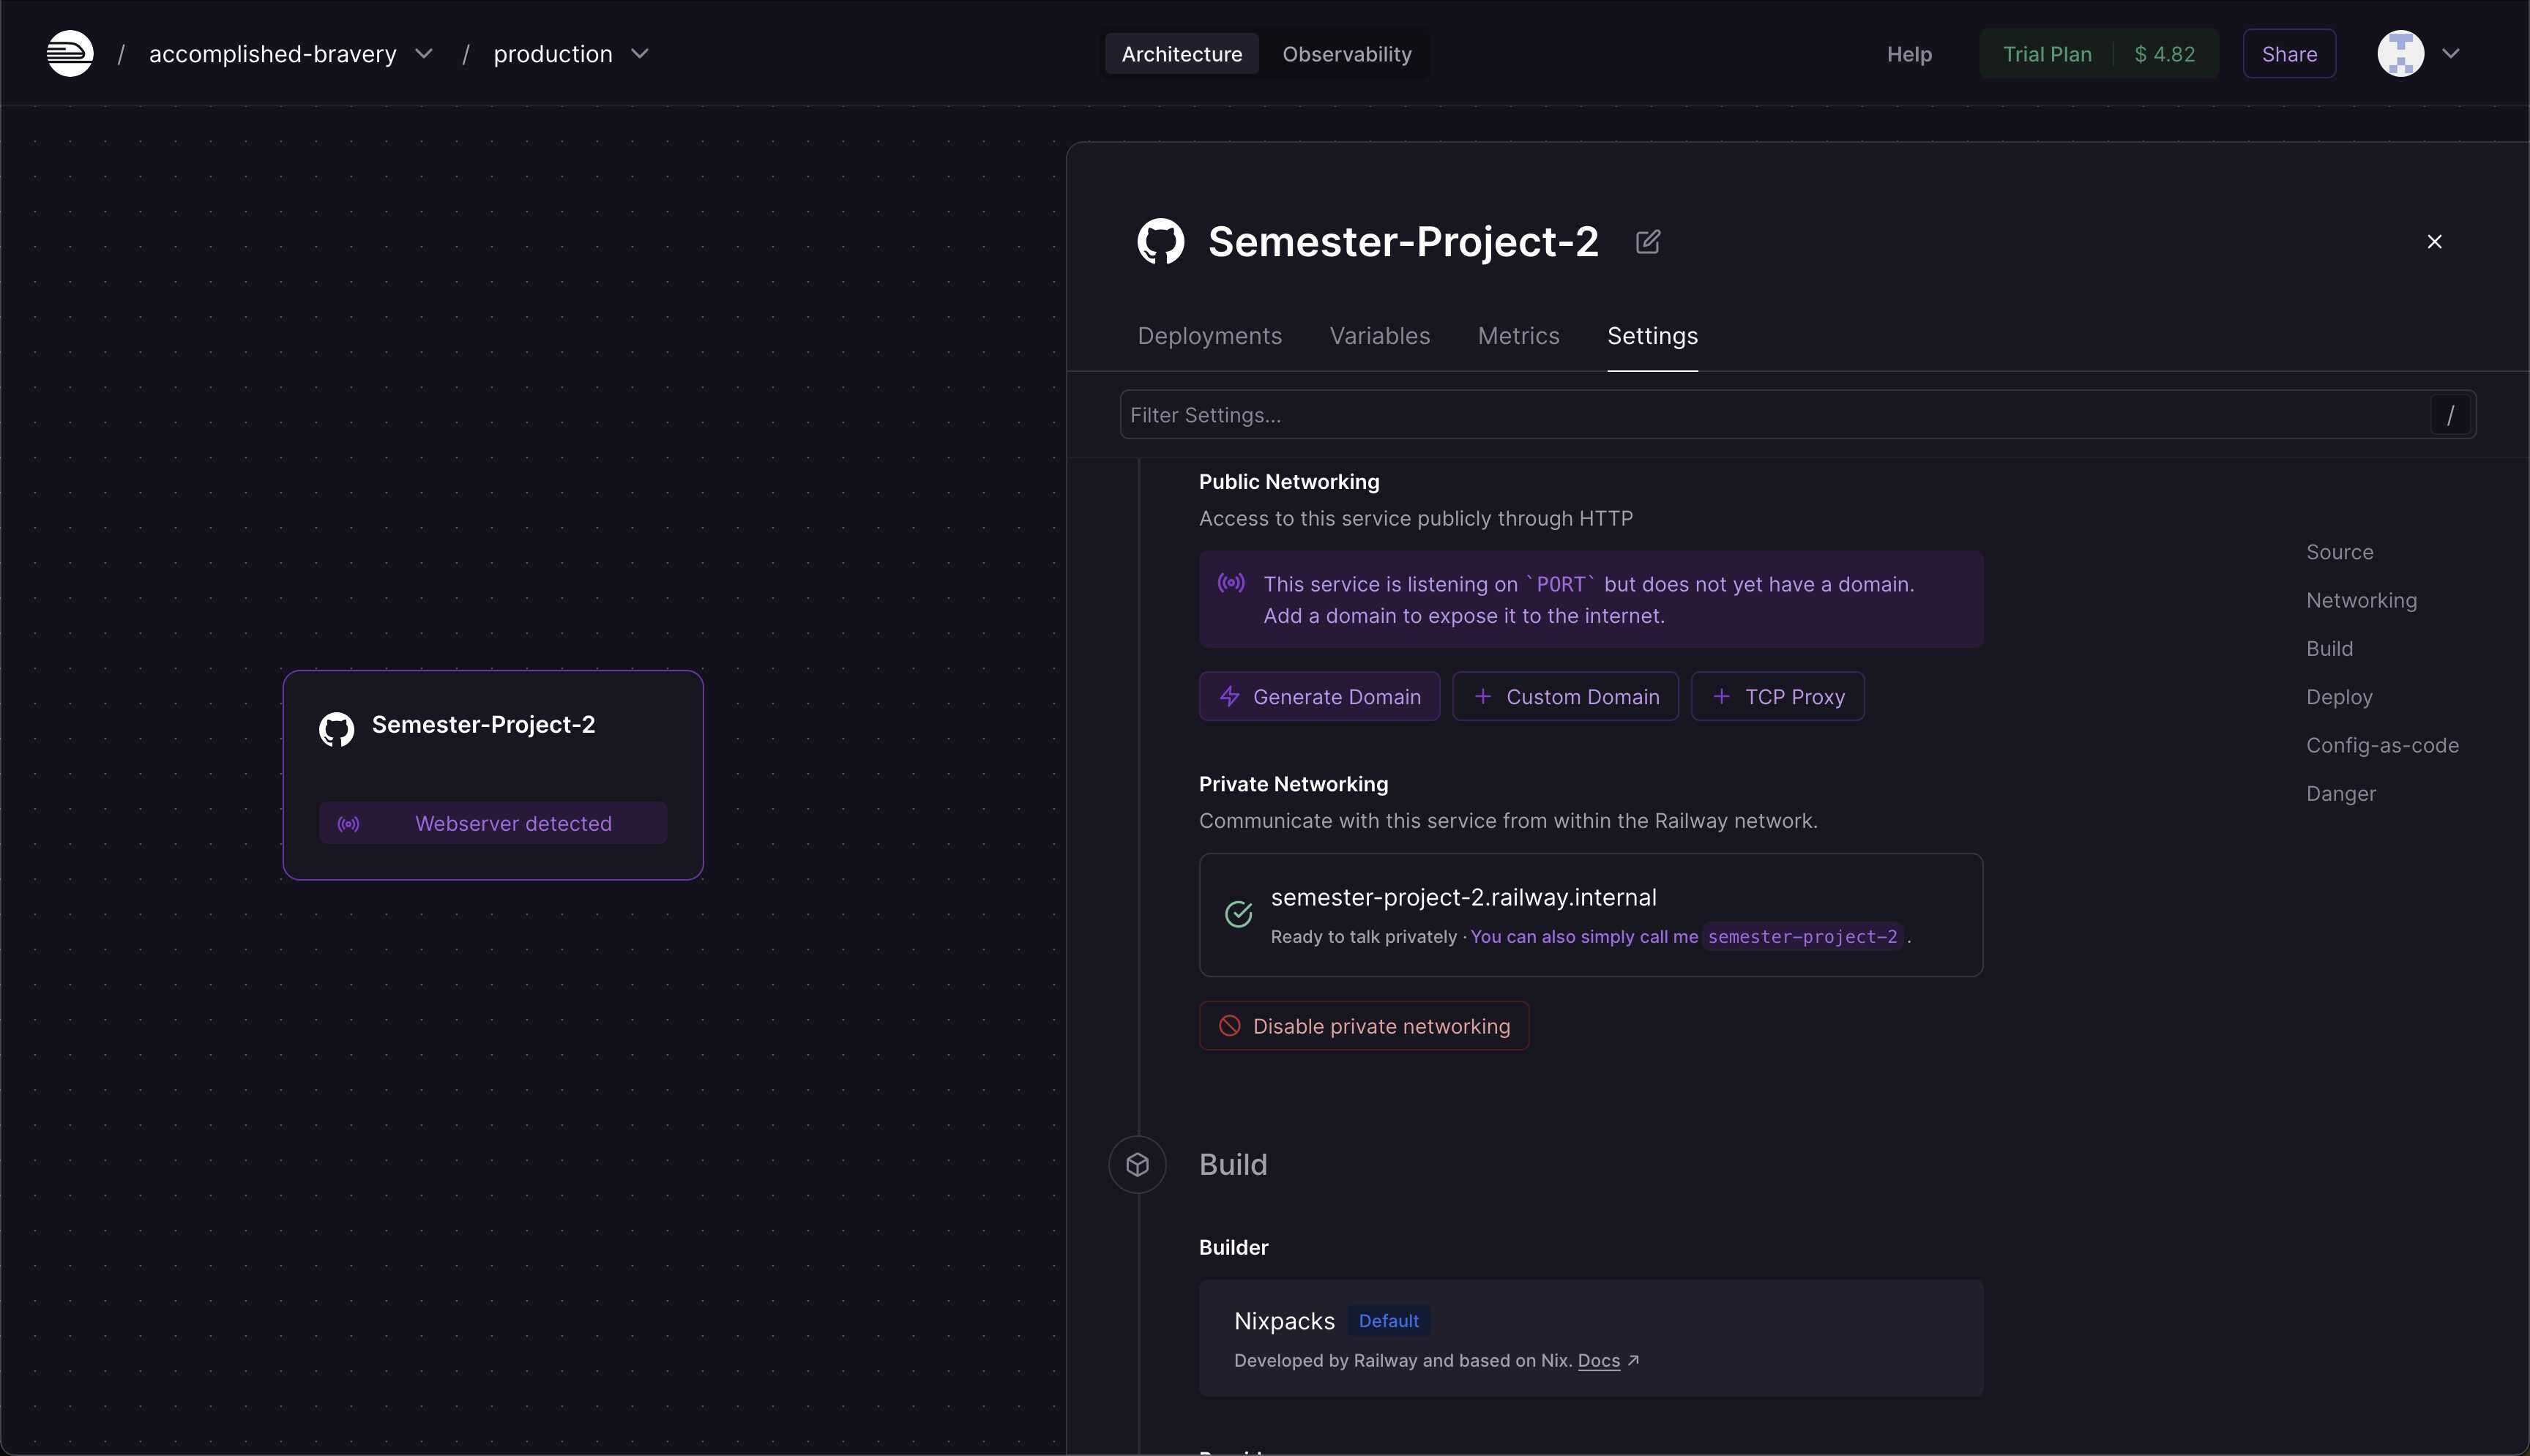 / accomplished-bravery / production
Architecture Observability
Help Trial Plan $ 4.82 Share
Semester-Project-2
Webserver detected
Semester-Project-2
Deployments Variables Metrics Settings
Filter Settings... /
Public Networking
Access to this service publicly through HTTP
This service is listening on `PORT` but does not yet have a domain.
Add a domain to expose it to the internet.
Generate Domain Custom Domain TCP Proxy
Private Networking
Communicate with this service from within the Railway network.
semester-project-2.railway.internal
Ready to talk privately · You can also simply call me semester-project-2 .
Disable private networking
Build
Builder
Nixpacks Default
Developed by Railway and based on Nix. Docs ↗
Source
Networking
Build
Deploy
Config-as-code
Danger